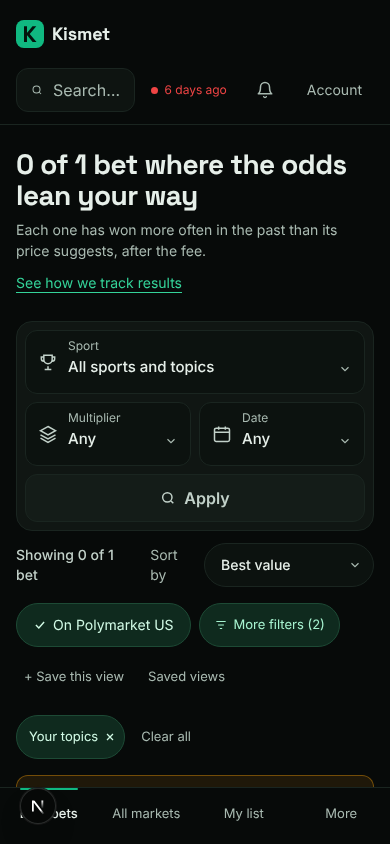 Kismet
Search...
6 days ago
Account
0 of 1 bet where the odds
lean your way
Each one has won more often in the past than its
price suggests, after the fee.
See how we track results
Sport
All sports and topics
Multiplier
Any
Date
Any
Apply
Showing 0 of 1
bet
Sort
by
Best value
On Polymarket US
More filters (2)
+ Save this view
Saved views
Your topics ×
Clear all
bets
All markets
My list
More